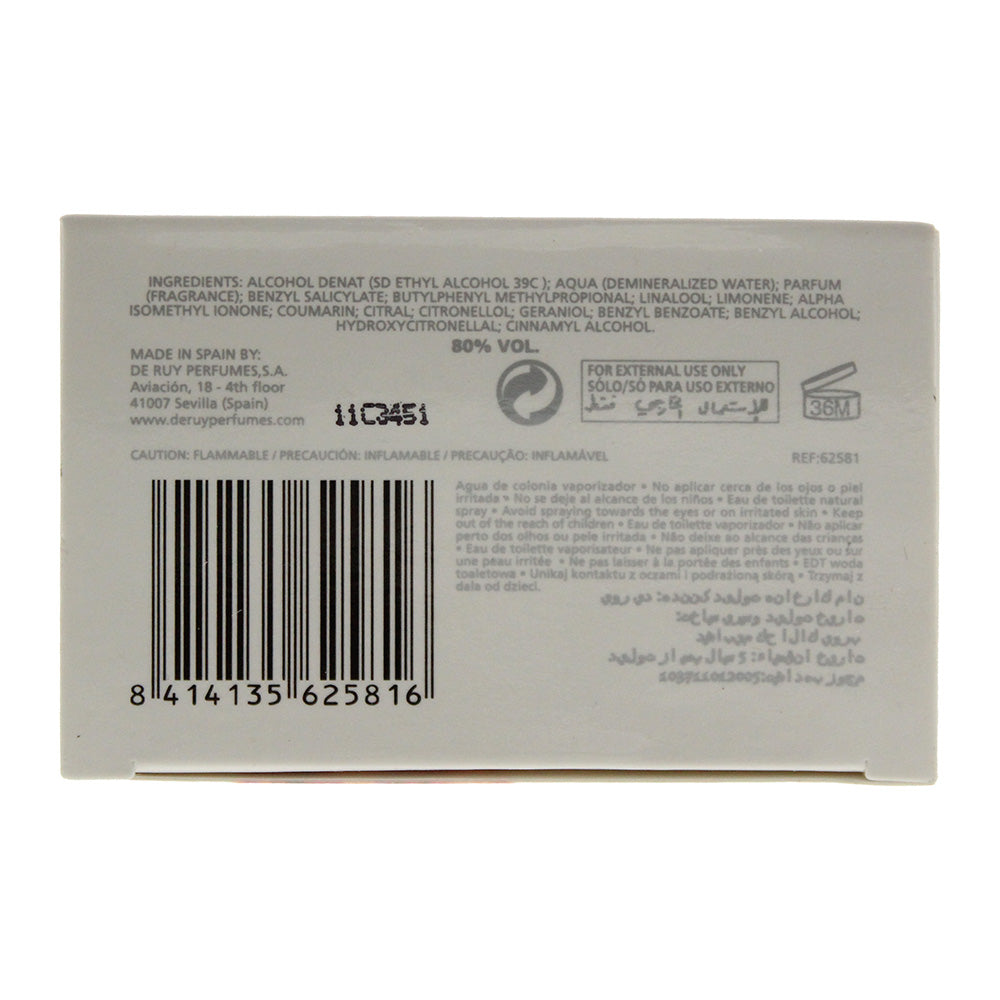 INGREDIENTS: ALCOHOL DENAT (SD ETHYL ALCOHOL 39C ); AQUA (DEMINERALIZED WATER); PARFUM
(FRAGRANCE); BENZYL SALICYLATE; BUTYLPHENYL METHYLPROPIONAL; LINALOOL; LIMONENE; ALPHA
ISOMETHYL IONONE; COUMARIN; CITRAL; CITRONELLOL; GERANIOL; BENZYL BENZOATE; BENZYL ALCOHOL;
HYDROXYCITRONELLAL; CINNAMYL ALCOHOL.
80% VOL.
MADE IN SPAIN BY:
DE RUY PERFUMES,S.A.
Aviación, 18 - 4th floor
41007 Sevilla (Spain)
www.deruyperfumes.com
11C3451
FOR EXTERNAL USE ONLY
SÓLO/SÓ PARA USO EXTERNO
للإستعمال الخارجي فقط
36M
CAUTION: FLAMMABLE / PRECAUCIÓN: INFLAMABLE / PRECAUÇÃO: INFLAMÁVEL
REF:62581
Agua de colonia vaporizador • No aplicar cerca de los ojos o piel
irritada • No se deje al alcance de los niños • Eau de toilette natural
spray • Avoid spraying towards the eyes or on irritated skin • Keep
out of the reach of children • Eau de toilette vaporizador • Não aplicar
perto dos olhos ou pele irritada • Não deixe ao alcance das crianças
• Eau de toilette vaporisateur • Ne pas appliquer près des yeux ou sur
une peau irritée • Ne pas laisser à la portée des enfants • EDT woda
toaletowa • Unikaj kontaktu z oczami i podrażioną skórą • Trzymaj z
dala od dzieci.
8 414135 625816